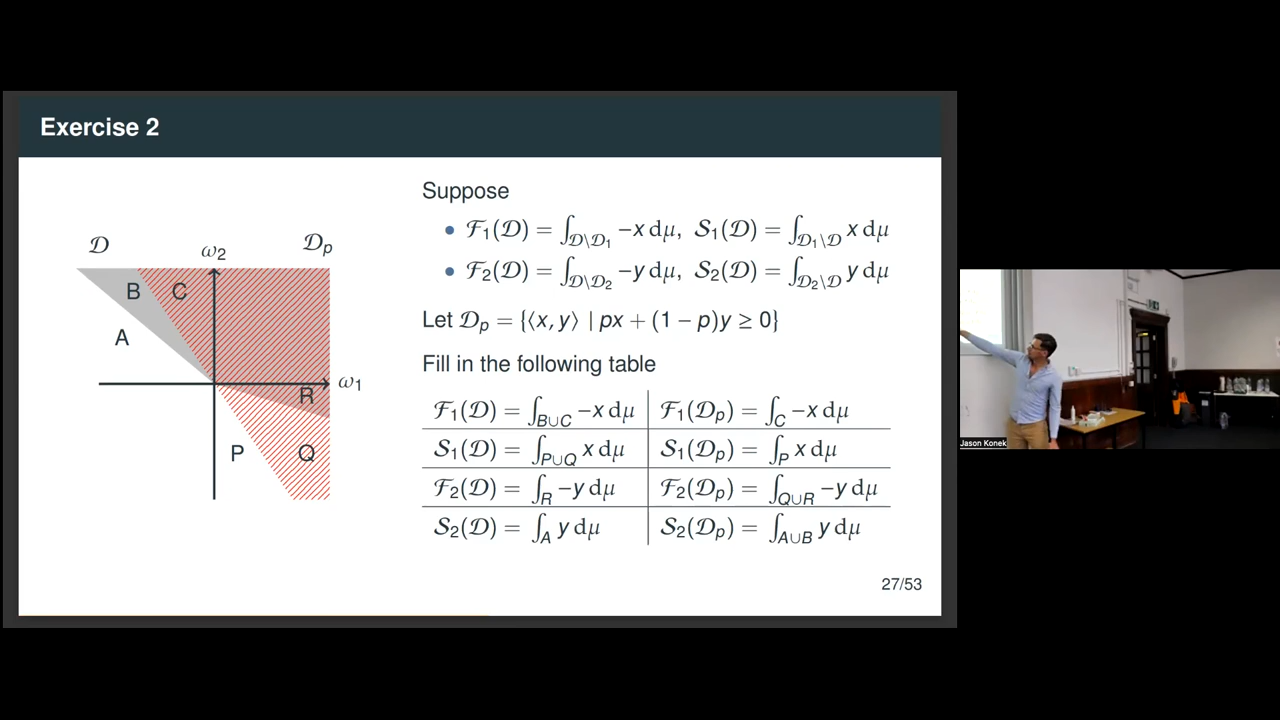 Exercise 2
𝒟
𝒟ₚ
ω₂
B
C
A
ω₁
R
P
Q
Suppose
• ℱ₁(𝒟) = ∫_{𝒟\𝒟₁} −x dμ, 𝒮₁(𝒟) = ∫_{𝒟₁\𝒟} x dμ
• ℱ₂(𝒟) = ∫_{𝒟\𝒟₂} −y dμ, 𝒮₂(𝒟) = ∫_{𝒟₂\𝒟} y dμ
Let 𝒟ₚ = {⟨x, y⟩ | px + (1 − p)y ≥ 0}
Fill in the following table
ℱ₁(𝒟) = ∫_{B∪C} −x dμ | ℱ₁(𝒟ₚ) = ∫_C −x dμ
𝒮₁(𝒟) = ∫_{P∪Q} x dμ | 𝒮₁(𝒟ₚ) = ∫_P x dμ
ℱ₂(𝒟) = ∫_R −y dμ | ℱ₂(𝒟ₚ) = ∫_{Q∪R} −y dμ
𝒮₂(𝒟) = ∫_A y dμ | 𝒮₂(𝒟ₚ) = ∫_{A∪B} y dμ
27/53
Jason Konek